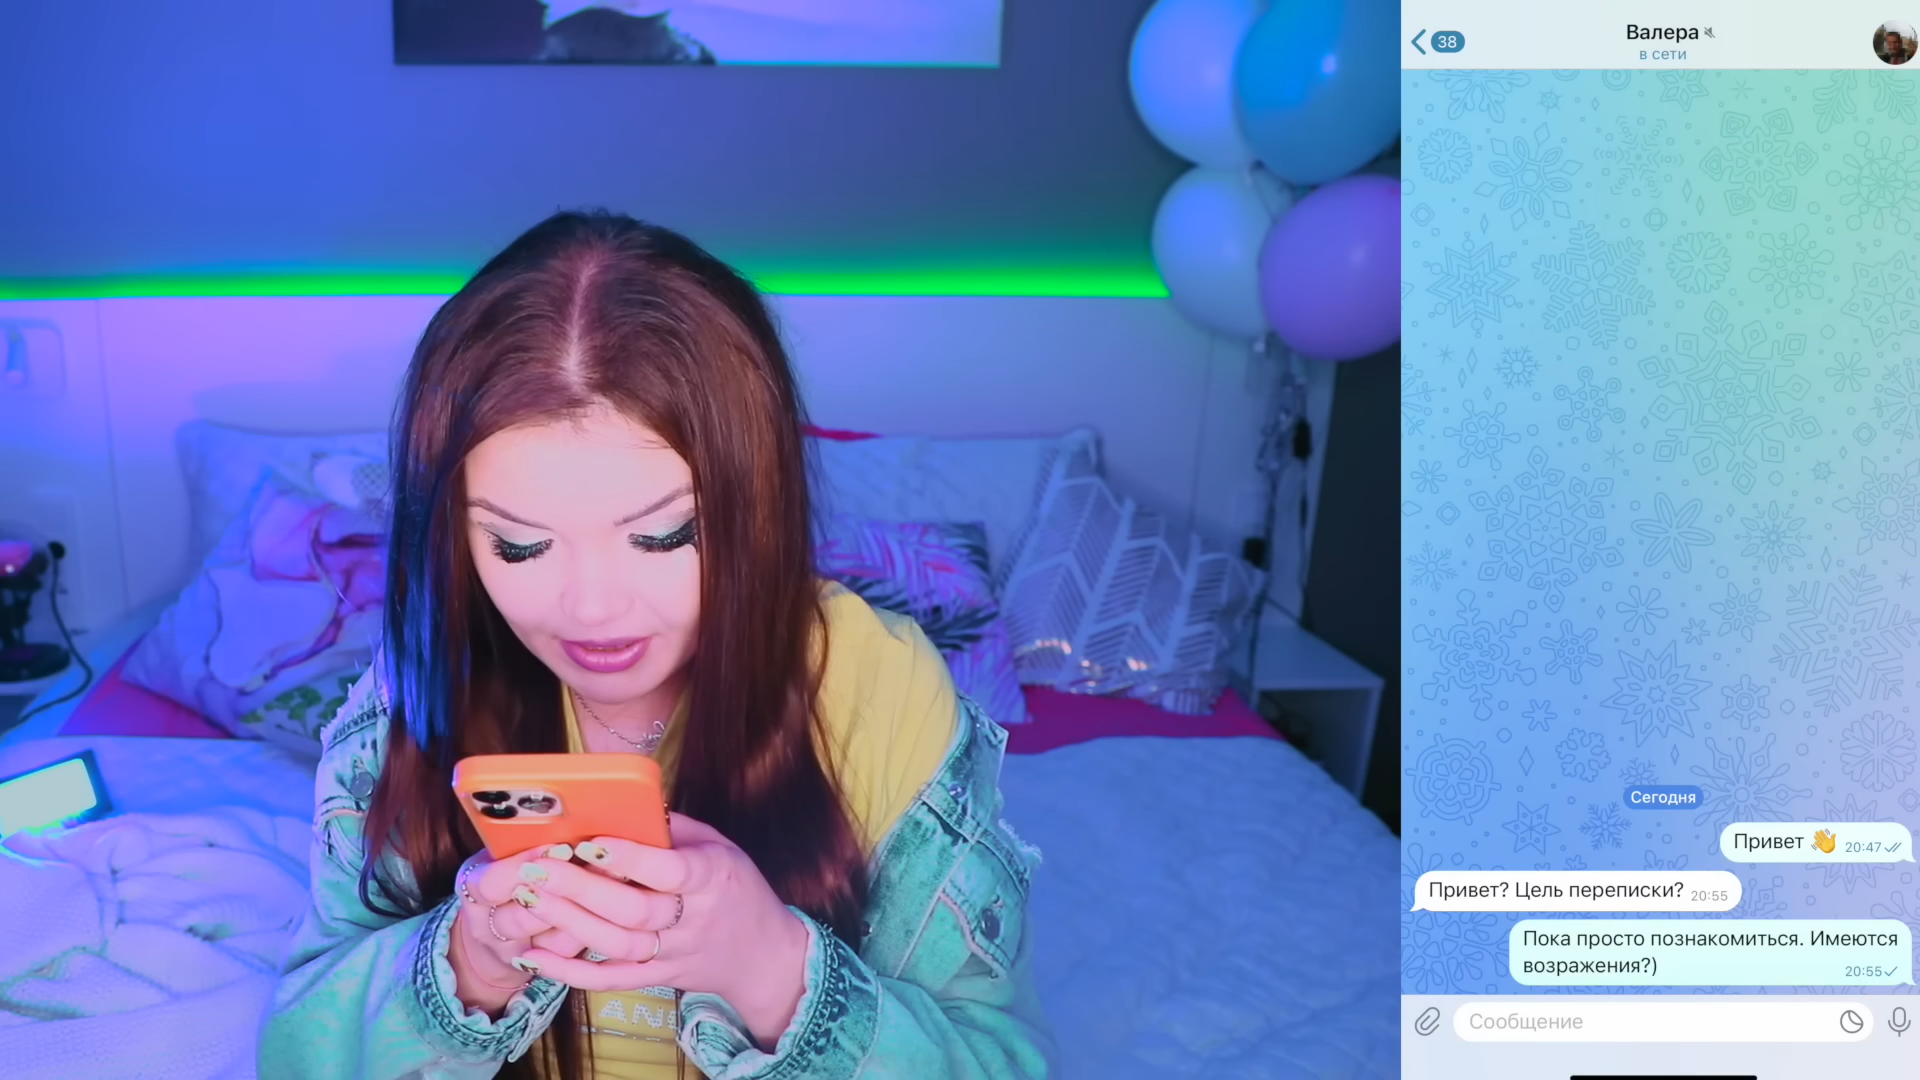 38
Валера
в сети
Сегодня
Привет 👋 20:47
Привет? Цель переписки? 20:55
Пока просто познакомиться. Имеются
возражения?) 20:55
Сообщение
AN